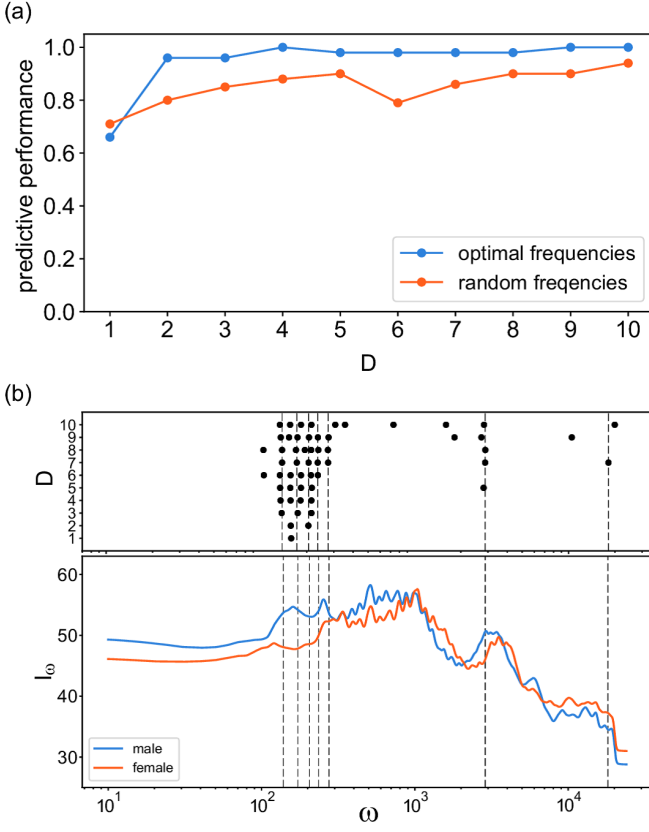 (a)
1.0
0.8
0.6
0.4
0.2
0.0
predictive performance
optimal frequencies
random freqencies
1 2 3 4 5 6 7 8 9 10
D
(b)
10
9
8
7
6
5
4
3
2
1
D
60
50
40
30
I_ω
male
female
10¹ 10² 10³ 10⁴
ω